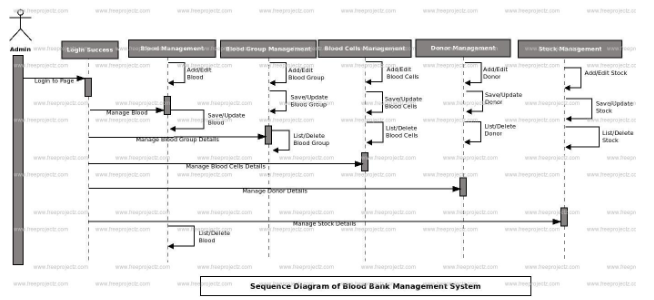 Admin
Login Success
Blood Management
Blood Group Management
Blood Cells Management
Donor Management
Stock Management
Add/Edit
Blood
Add/Edit
Blood Group
Add/Edit
Blood Cells
Add/Edit
Donor
Add/Edit Stock
Login to Page
Save/Update
Blood Group
Save/Update
Blood Cells
Save/Update
Donor
Save/Update
Stock
Manage Blood
Save/Update
Blood
List/Delete
Blood Group
List/Delete
Blood Cells
List/Delete
Donor
List/Delete
Stock
Manage Blood Group Details
Manage Blood Cells Details
Manage Donor Details
Manage Stock Details
List/Delete
Blood
Sequence Diagram of Blood Bank Management System
www.freeprojectz.com